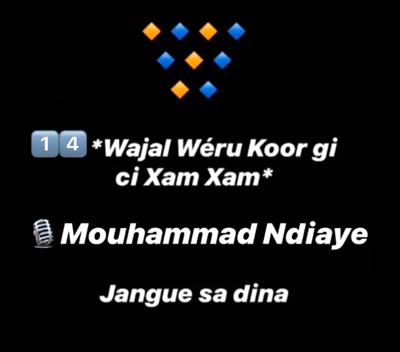 🔸🔹🔸🔹
🔹🔸🔹
🔸🔹
1️⃣4️⃣*Wajal Wéru Koor gi
ci Xam Xam*
🎙️Mouhammad Ndiaye
Jangue sa dina